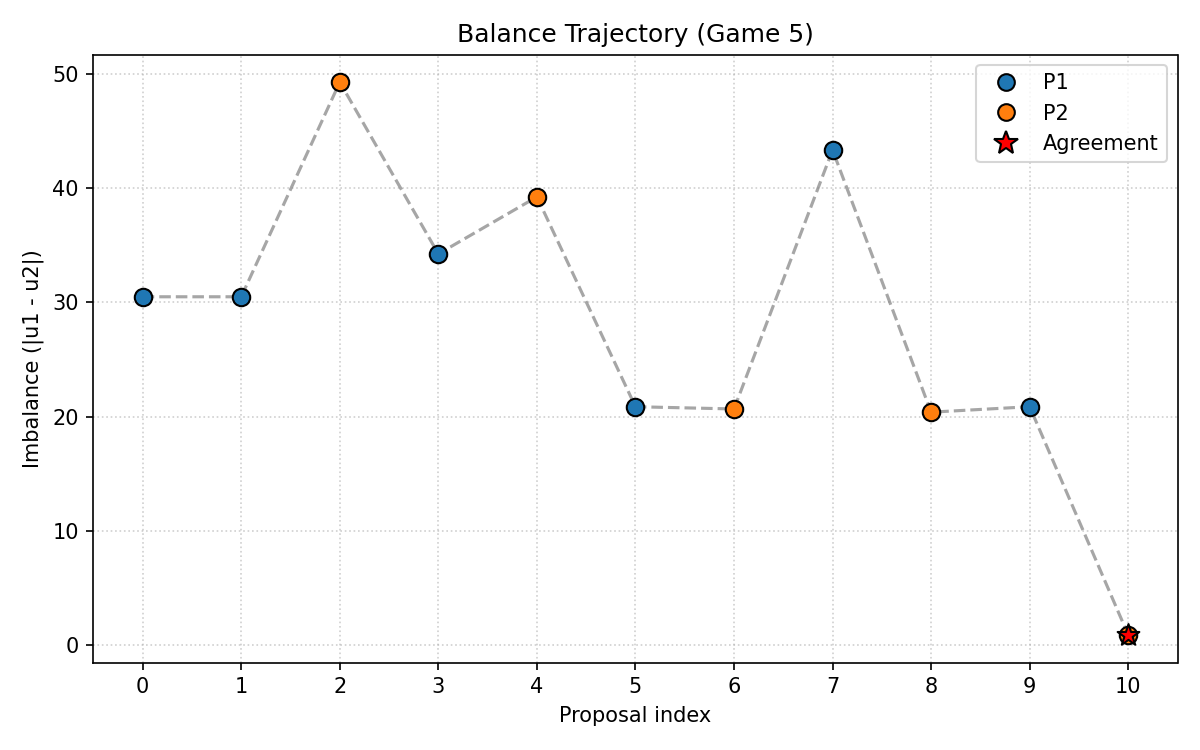 Balance Trajectory (Game 5)
P1
P2
Agreement
Imbalance (|u1 - u2|)
50
40
30
20
10
0
0 1 2 3 4 5 6 7 8 9 10
Proposal index